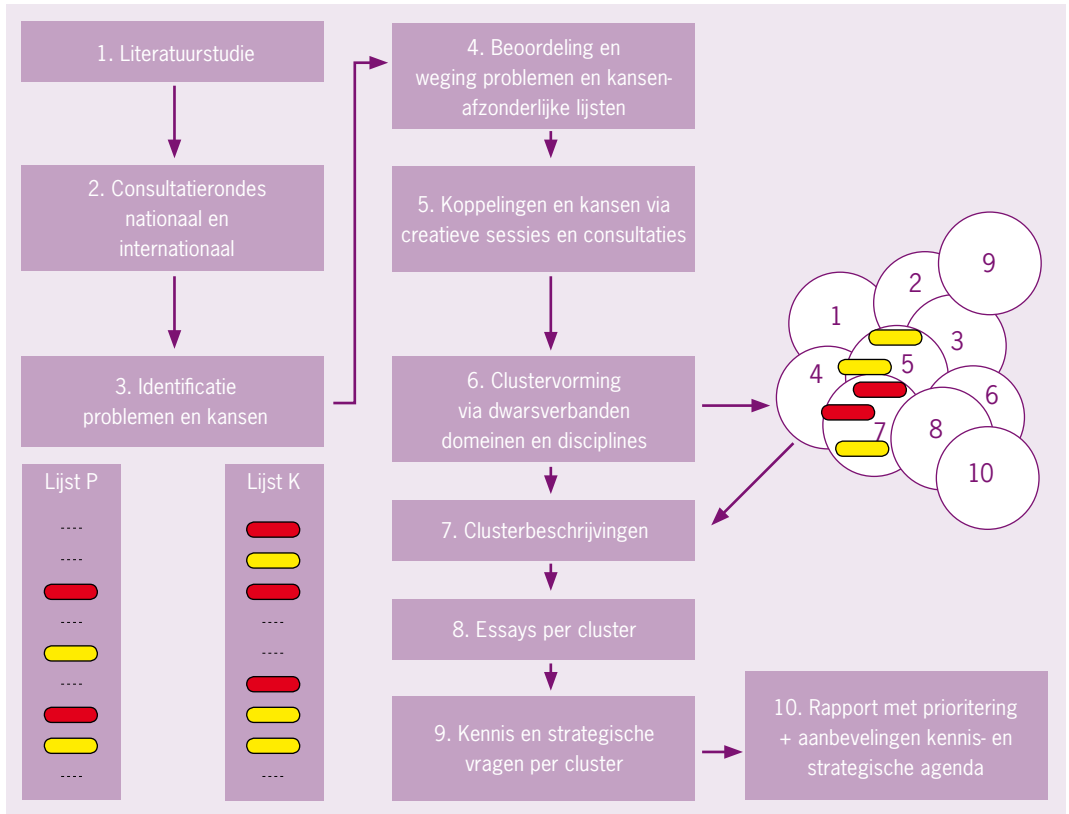 1. Literatuurstudie
2. Consultatierondes
nationaal en
internationaal
3. Identificatie
problemen en kansen
Lijst P
----
----
----
----
----
Lijst K
----
----
4. Beoordeling en
weging problemen en kansen-
afzonderlijke lijsten
5. Koppelingen en kansen via
creatieve sessies en consultaties
6. Clustervorming
via dwarsverbanden
domeinen en disciplines
7. Clusterbeschrijvingen
8. Essays per cluster
9. Kennis en strategische
vragen per cluster
10. Rapport met prioritering
+ aanbevelingen kennis- en
strategische agenda
1
2
9
3
4
5
6
7
8
10